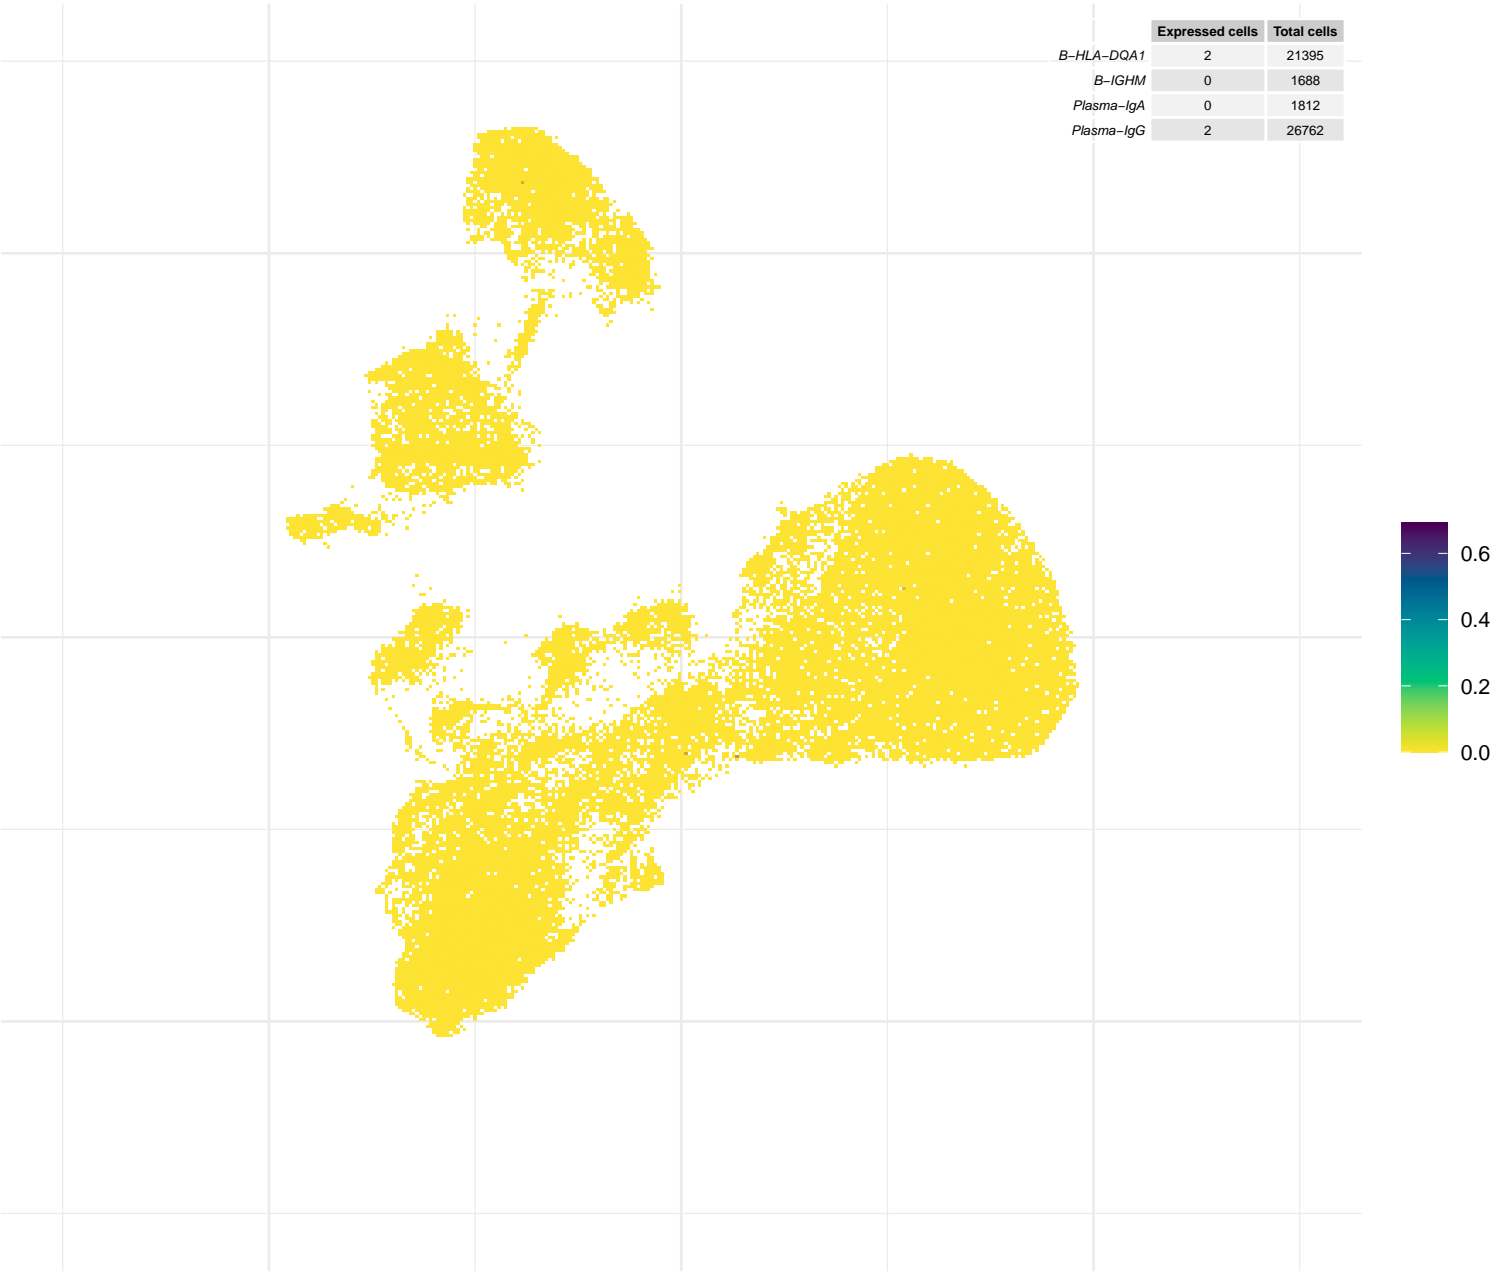 Expressed cells Total cells
B−HLA−DQA1 2 21395
B−IGHM 0 1688
Plasma−IgA 0 1812
Plasma−IgG 2 26762
0.6
0.4
0.2
0.0